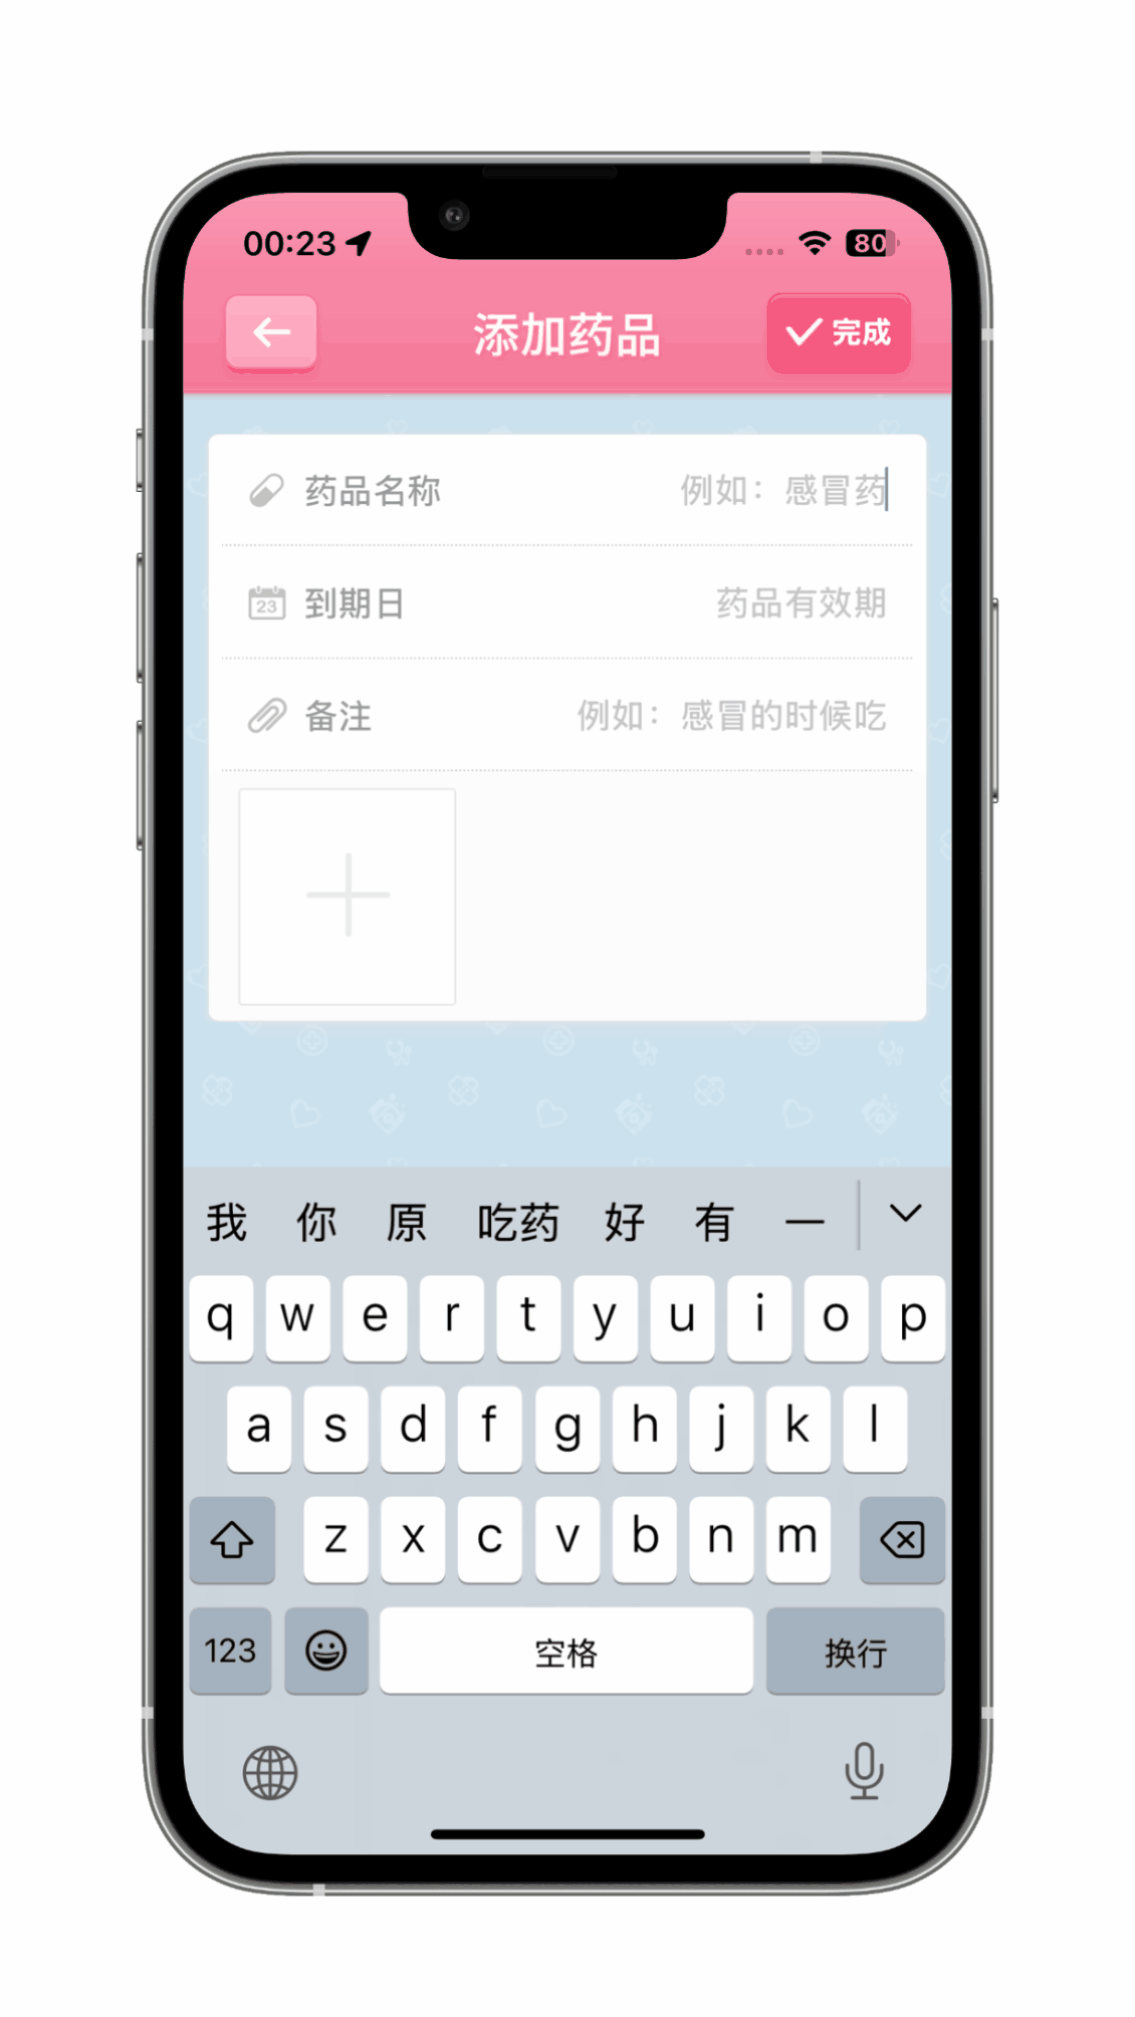 00:23 80
添加药品 完成
药品名称 例如：感冒药
23 到期日 药品有效期
备注 例如：感冒的时候吃
我 你 原 吃药 好 有 一
q w e r t y u i o p
a s d f g h j k l
z x c v b n m
123 空格 换行